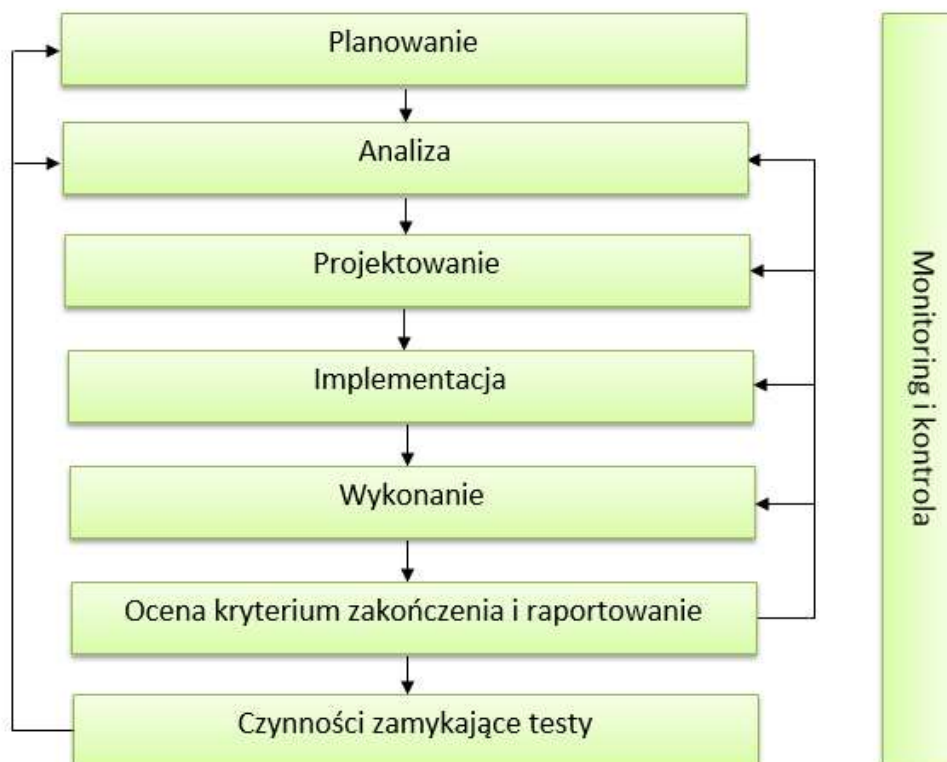 Planowanie
Analiza
Projektowanie
Implementacja
Wykonanie
Ocena kryterium zakończenia i raportowanie
Czynności zamykające testy
Monitoring i kontrola